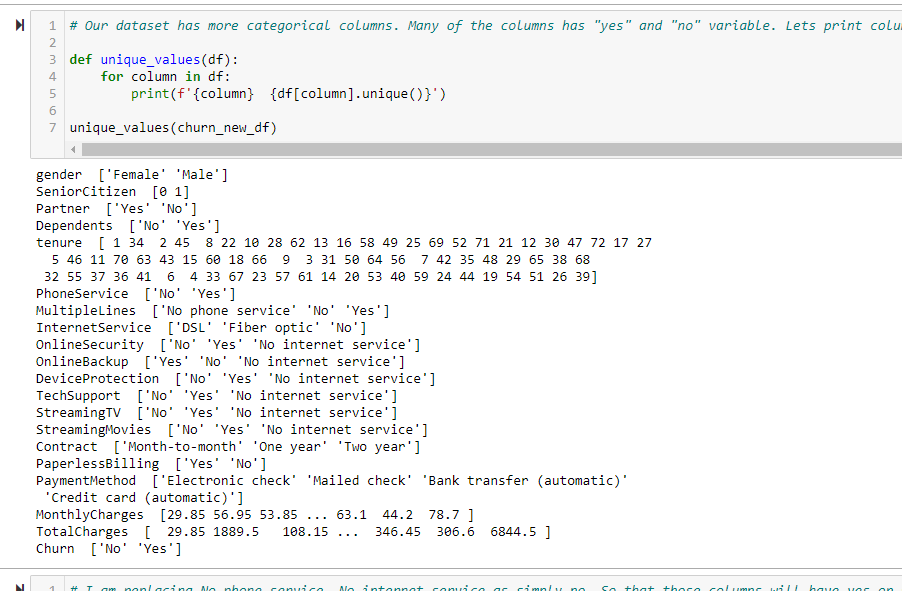 1 # Our dataset has more categorical columns. Many of the columns has "yes" and "no" variable. Lets print
2
3 def unique_values(df):
4     for column in df:
5         print(f'{column}  {df[column].unique()}')
6
7 unique_values(churn_new_df)
gender  ['Female' 'Male']
SeniorCitizen  [0 1]
Partner  ['Yes' 'No']
Dependents  ['No' 'Yes']
tenure  [ 1 34  2 45  8 22 10 28 62 13 16 58 49 25 69 52 71 21 12 30 47 72 17 27
  5 46 11 70 63 43 15 60 18 66  9  3 31 50 64 56  7 42 35 48 29 65 38 68
 32 55 37 36 41  6  4 33 67 23 57 61 14 20 53 40 59 24 44 19 54 51 26 39]
PhoneService  ['No' 'Yes']
MultipleLines  ['No phone service' 'No' 'Yes']
InternetService  ['DSL' 'Fiber optic' 'No']
OnlineSecurity  ['No' 'Yes' 'No internet service']
OnlineBackup  ['Yes' 'No' 'No internet service']
DeviceProtection  ['No' 'Yes' 'No internet service']
TechSupport  ['No' 'Yes' 'No internet service']
StreamingTV  ['No' 'Yes' 'No internet service']
StreamingMovies  ['No' 'Yes' 'No internet service']
Contract  ['Month-to-month' 'One year' 'Two year']
PaperlessBilling  ['Yes' 'No']
PaymentMethod  ['Electronic check' 'Mailed check' 'Bank transfer (automatic)'
 'Credit card (automatic)']
MonthlyCharges  [29.85 56.95 53.85 ... 63.1  44.2  78.7 ]
TotalCharges  [  29.85 1889.5   108.15 ...  346.45  306.6  6844.5 ]
Churn  ['No' 'Yes']
1 # I am replacing No phone service, No internet service as simply no. So that those columns will have yes or